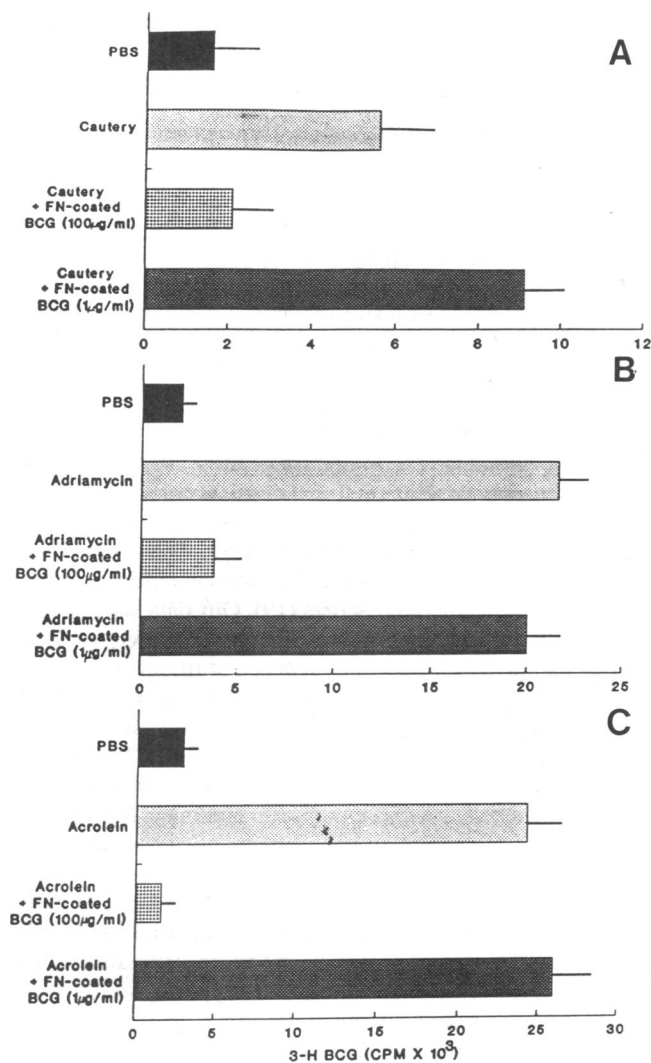 A
PBS
Cautery
Cautery
+ FN-coated
BCG (100μg/ml)
Cautery
+ FN-coated
BCG (1μg/ml)
0 2 4 6 8 10 12
B
PBS
Adriamycin
Adriamycin
+ FN-coated
BCG (100μg/ml)
Adriamycin
+ FN-coated
BCG (1μg/ml)
0 5 10 15 20 25
C
PBS
Acrolein
Acrolein
+ FN-coated
BCG (100μg/ml)
Acrolein
+ FN-coated
BCG (1μg/ml)
0 5 10 15 20 25 30
3-H BCG (CPM X 10³)